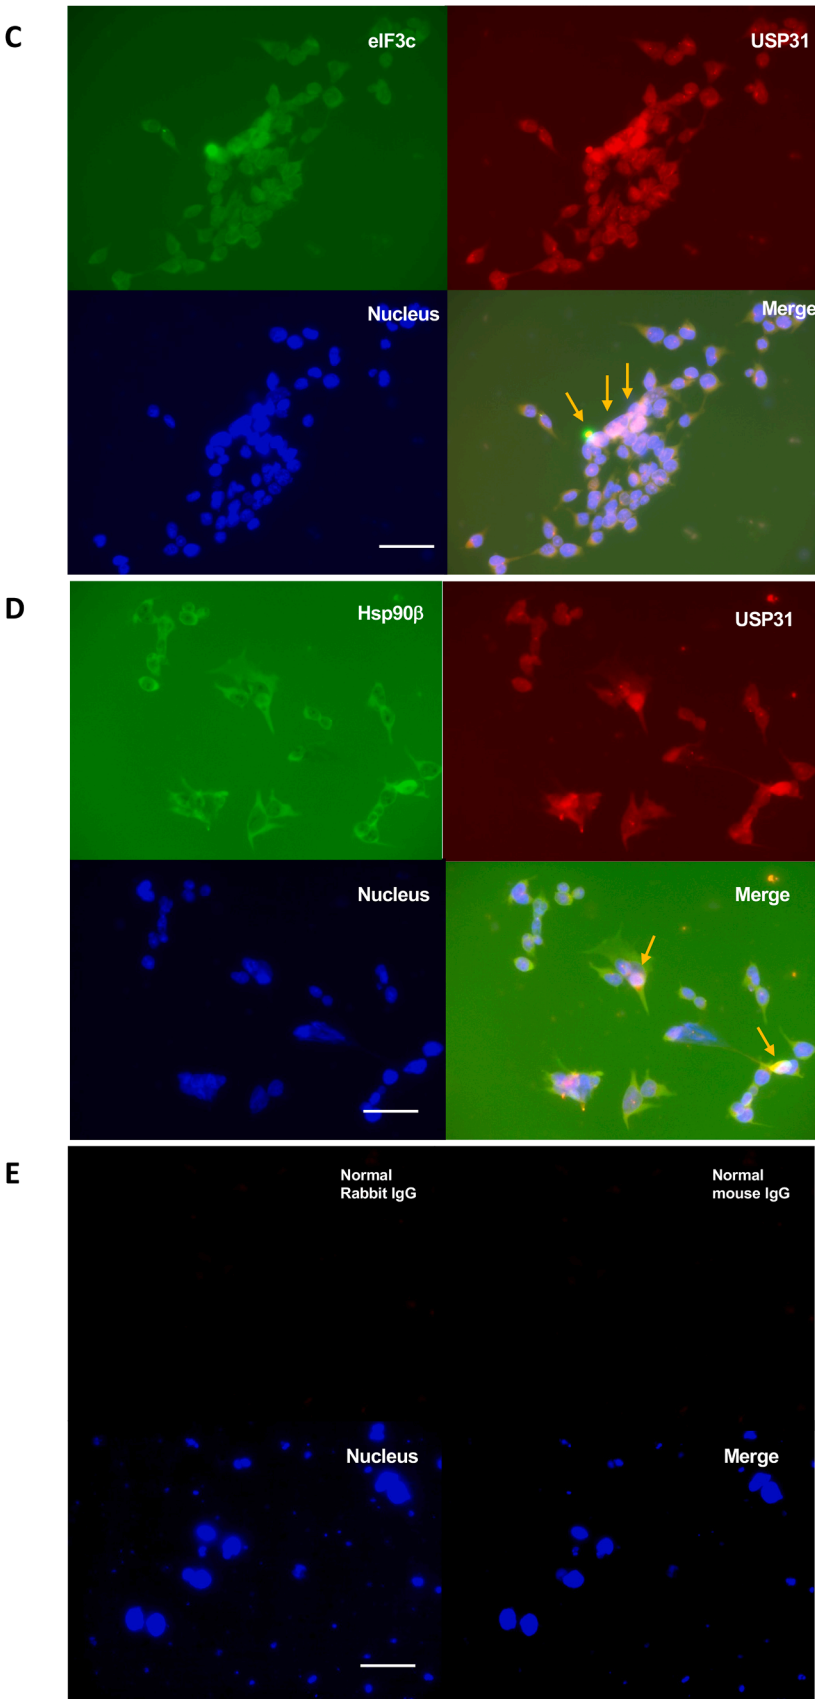 C
eIF3c
USP31
Nucleus
Merge
D
Hsp90β
USP31
Nucleus
Merge
E
Normal
Rabbit IgG
Normal
mouse IgG
Nucleus
Merge